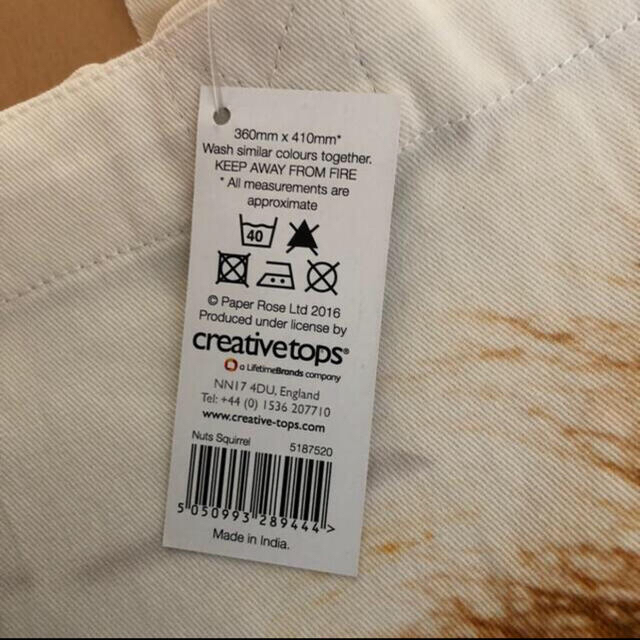 360mm x 410mm*
Wash similar colours together.
KEEP AWAY FROM FIRE
* All measurements are
approximate
40
© Paper Rose Ltd 2016
Produced under license by
creativetops®
a LifetimeBrands company
NN17 4DU, England
Tel: +44 (0) 1536 207710
www.creative-tops.com
Nuts Squirrel 5187520
5 050993 289444 >
Made in India.